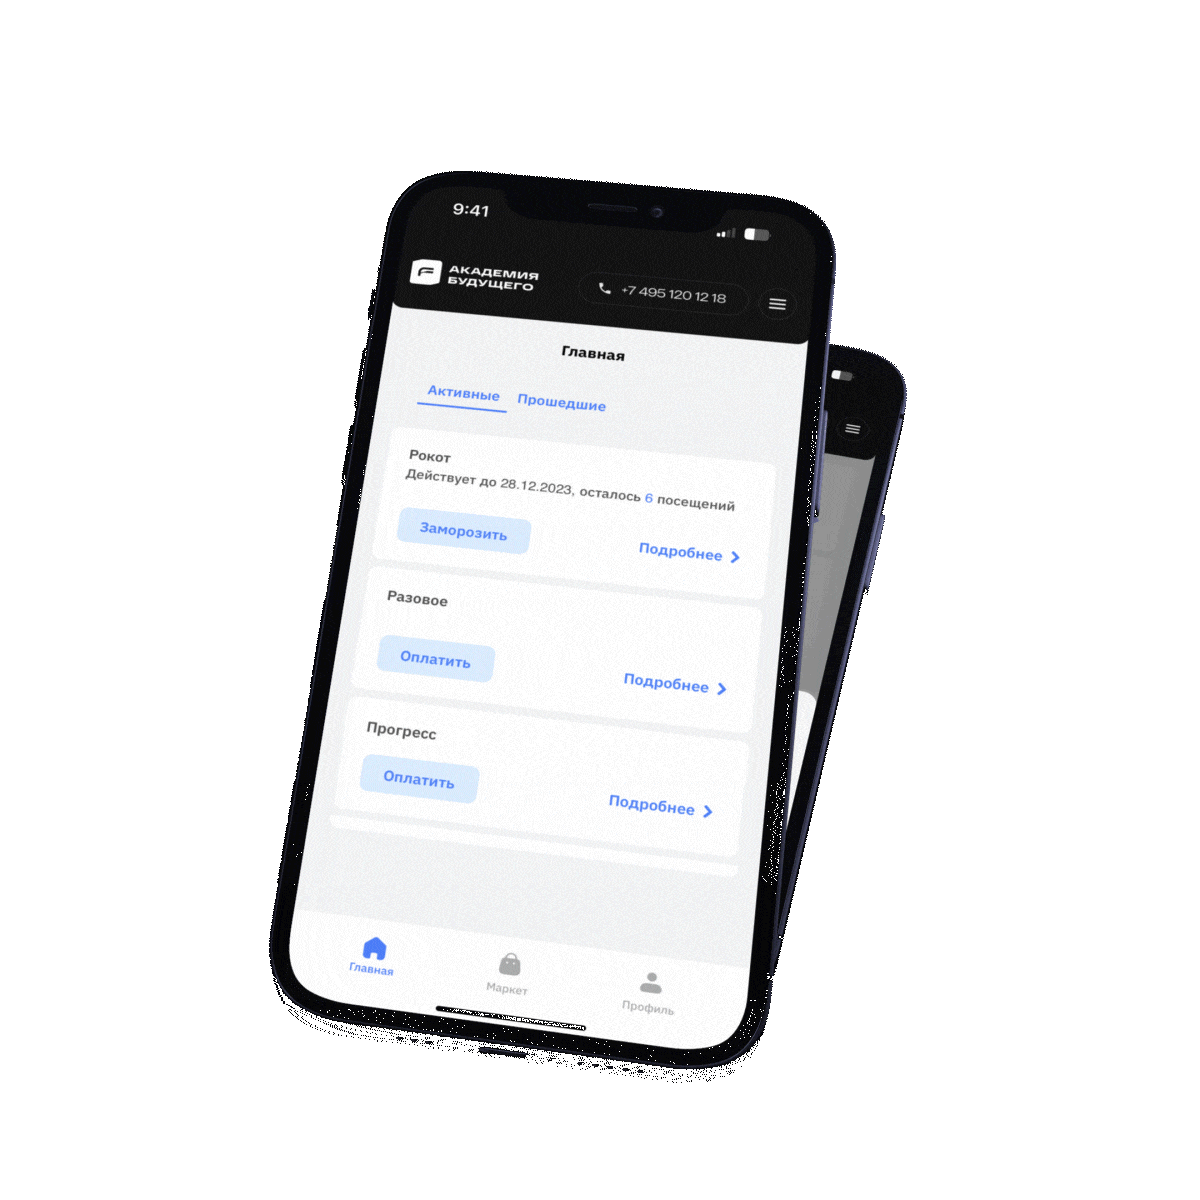 9:41
АКАДЕМИЯ
БУДУЩЕГО
+7 495 120 12 18
Главная
Активные Прошедшие
Рокот
Действует до 28.12.2023, осталось 6 посещений
Заморозить
Подробнее
Разовое
Оплатить
Подробнее
Прогресс
Оплатить
Подробнее
Главная
Маркет
Профиль